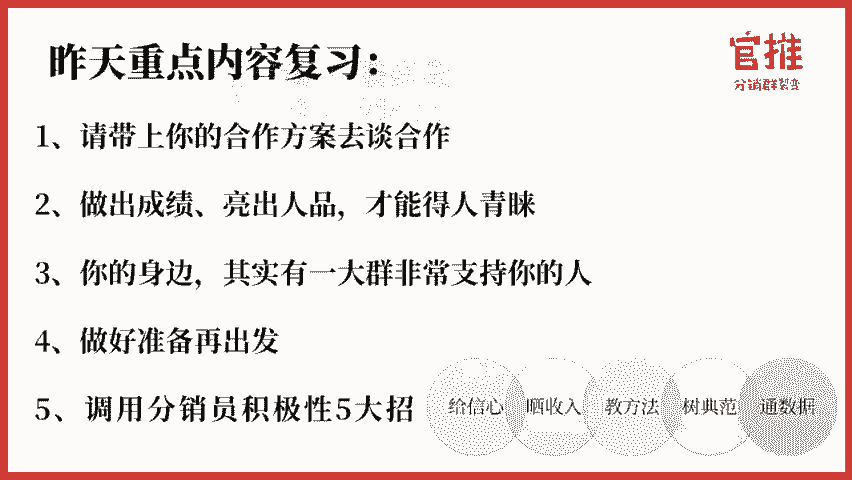 昨天重点内容复习：
官推
分销群裂变
1、请带上你的合作方案去谈合作
2、做出成绩、亮出人品，才能得人青睐
3、你的身边，其实有一大群非常支持你的人
4、做好准备再出发
5、调用分销员积极性5大招
给信心 晒收入 教方法 树典范 通数据